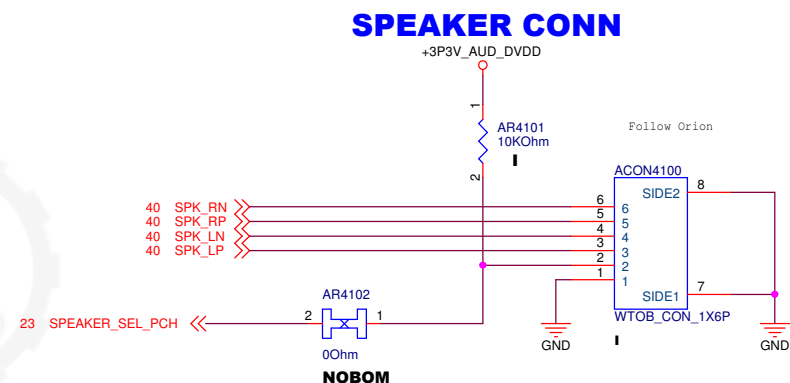 SPEAKER CONN
+3P3V_AUD_DVDD
1
AR4101
10KOhm
I
2
Follow Orion
ACON4100
SIDE2 8
40 SPK_RN 6 6
40 SPK_RP 5 5
40 SPK_LN 4 4
40 SPK_LP 3 3
2 2
1 1
SIDE1 7
WTOB_CON_1X6P
I
AR4102
23 SPEAKER_SEL_PCH 2 1
0Ohm
NOBOM
GND
GND